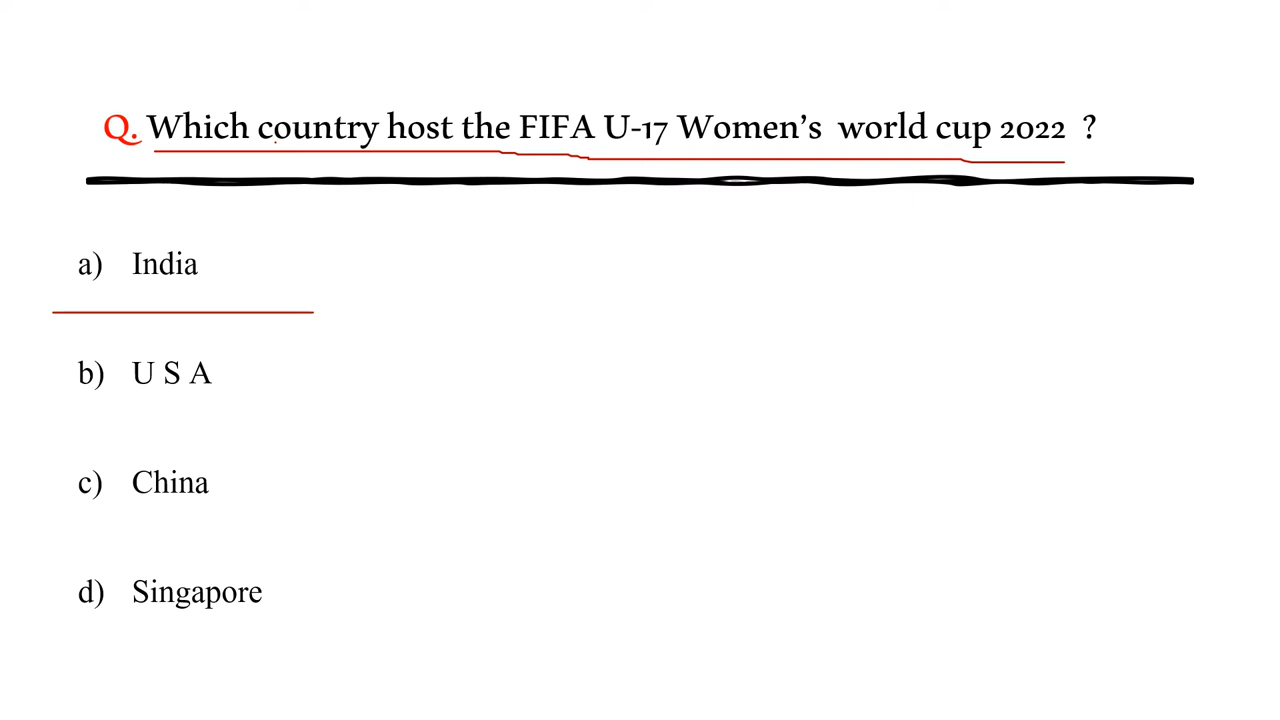 Q. Which country host the FIFA U-17 Women's world cup 2022 ?
a) India
b) U S A
c) China
d) Singapore